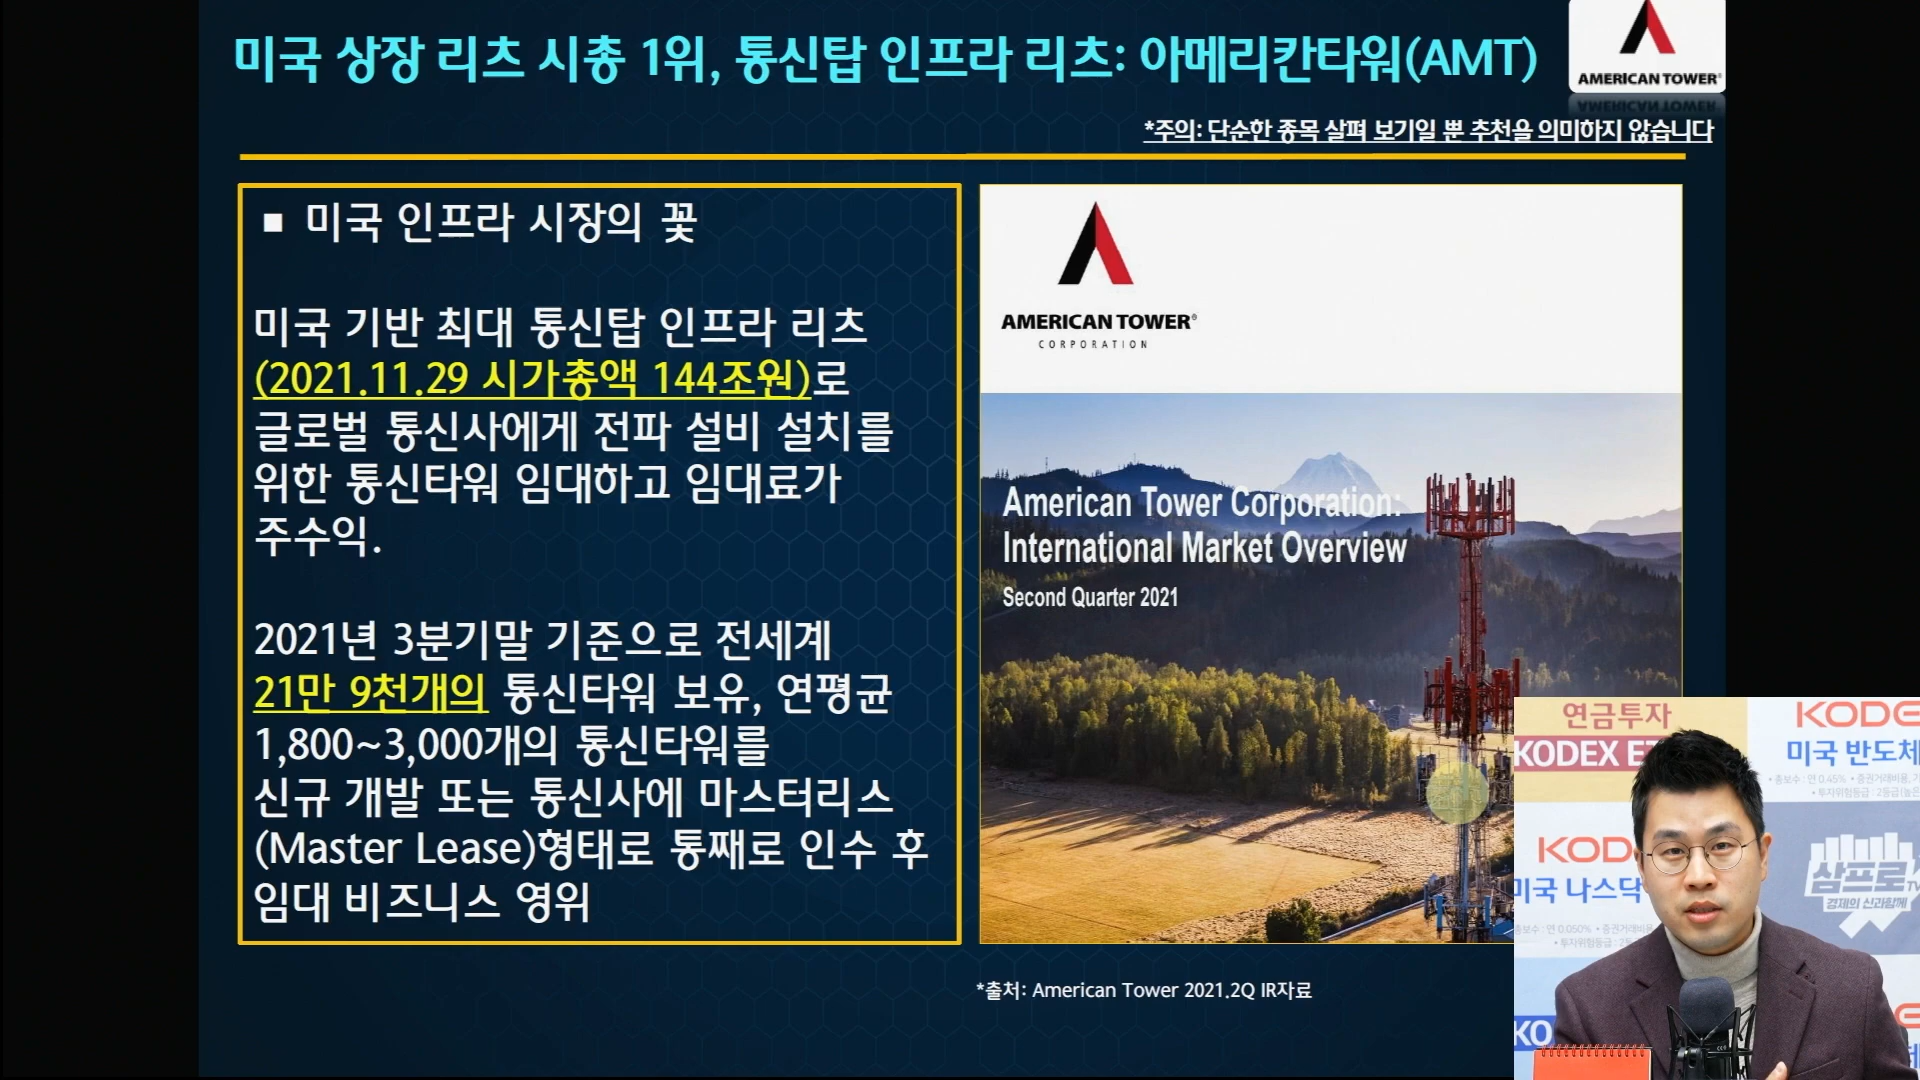 미국 상장 리츠 시총 1위, 통신탑 인프라 리츠: 아메리칸타워(AMT)
AMERICAN TOWER
*주의: 단순한 종목 살펴 보기일 뿐 추천을 의미하지 않습니다
■ 미국 인프라 시장의 꽃
미국 기반 최대 통신탑 인프라 리츠
(2021.11.29 시가총액 144조원)로
글로벌 통신사에게 전파 설비 설치를
위한 통신타워 임대하고 임대료가
주수익.
2021년 3분기말 기준으로 전세계
21만 9천개의 통신타워 보유, 연평균
1,800~3,000개의 통신타워를
신규 개발 또는 통신사에 마스터리스
(Master Lease)형태로 통째로 인수 후
임대 비즈니스 영위
AMERICAN TOWER®
CORPORATION
American Tower Corporation:
International Market Overview
Second Quarter 2021
*출처: American Tower 2021.2Q IR자료
연금투자
KODEX
미국 반도체
미국 나스닥
삼프로TV
경제의 신과함께